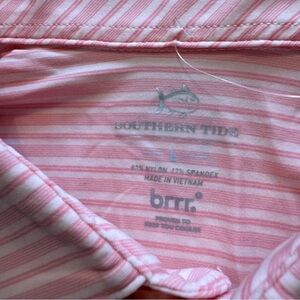 SOUTHERN TIDE
L
88% NYLON, 12% SPANDEX
MADE IN VIETNAM
brrr.°
PROVEN TO
KEEP YOU COOLER